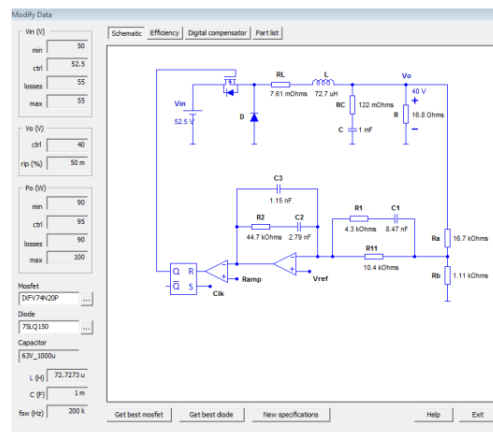 Modify Data
Vin (V)
min 50
ctrl 52.5
losses 55
max 55
Vo (V)
ctrl 40
rip (%) 50 m
Po (W)
min 90
ctrl 95
losses 90
max 100
Mosfet
IXFV74N20P ...
Diode
75LQ150 ...
Capacitor
63V_1000u
L (H) 72.7273 u
C (F) 1 m
fsw (Hz) 200 k
Schematic Efficiency Digital compensator Part list
RL L Vo
7.61 mOhms 72.7 uH
40 V
+
Vin
RC 122 mOhms
R 16.8 Ohms
52.5 V
D
C 1 mF
C3
1.15 nF
R2 C2
44.7 kOhms 2.79 nF
R1 C1
4.3 kOhms 8.47 nF
Ra 16.7 kOhms
R11
10.4 kOhms
Rb 1.11 kOhms
Q R
Q S
Ramp
Clk
Vref
Get best mosfet Get best diode New specifications Help Exit